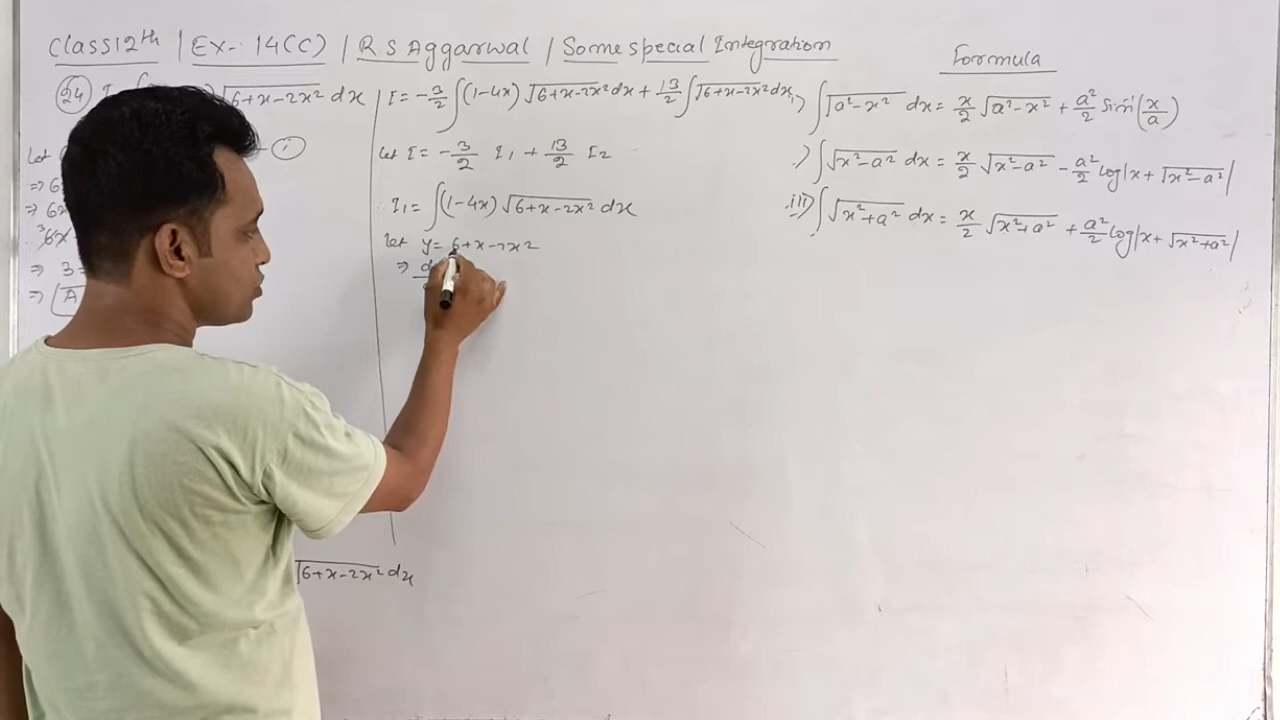 Class 12th | Ex- 14(C) | R S Aggarwal | Some special Integration
Formula
(24) I √6+x-2x² dx
Let — (i)
⇒ 6
⇒ 6x
6x
⇒ 3
⇒ A
√6+x-2x² dx
I = -3/2 ∫(1-4x) √6+x-2x² dx + 13/2 ∫√6+x-2x² dx
let I = -3/2 I₁ + 13/2 I₂
I₁ = ∫(1-4x) √6+x-2x² dx
let y = 6+x-2x2
⇒ d
i) ∫√a²-x² dx = x/2 √a²-x² + a²/2 Sin⁻¹(x/a)
) ∫√x²-a² dx = x/2 √x²-a² - a²/2 log|x + √x²-a²|
iii) ∫√x²+a² dx = x/2 √x²+a² + a²/2 log|x + √x²+a²|